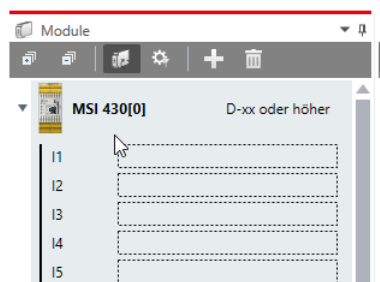 Module
MSI 430[0] D-xx oder höher
I1
I2
I3
I4
I5